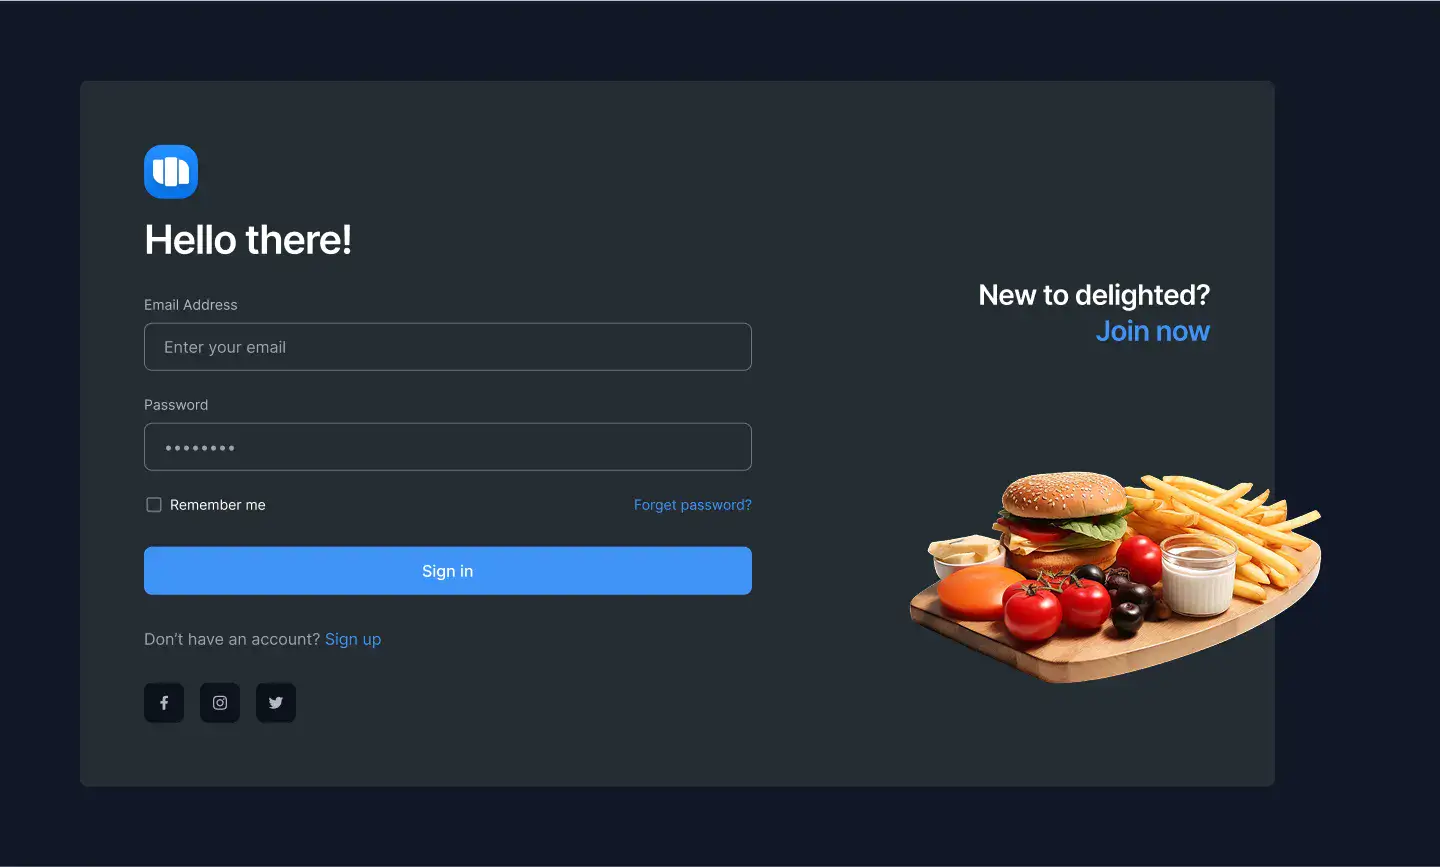 Hello there!
Email Address
Enter your email
Password
Remember me
Forget password?
Sign in
Don't have an account? Sign up
New to delighted?
Join now